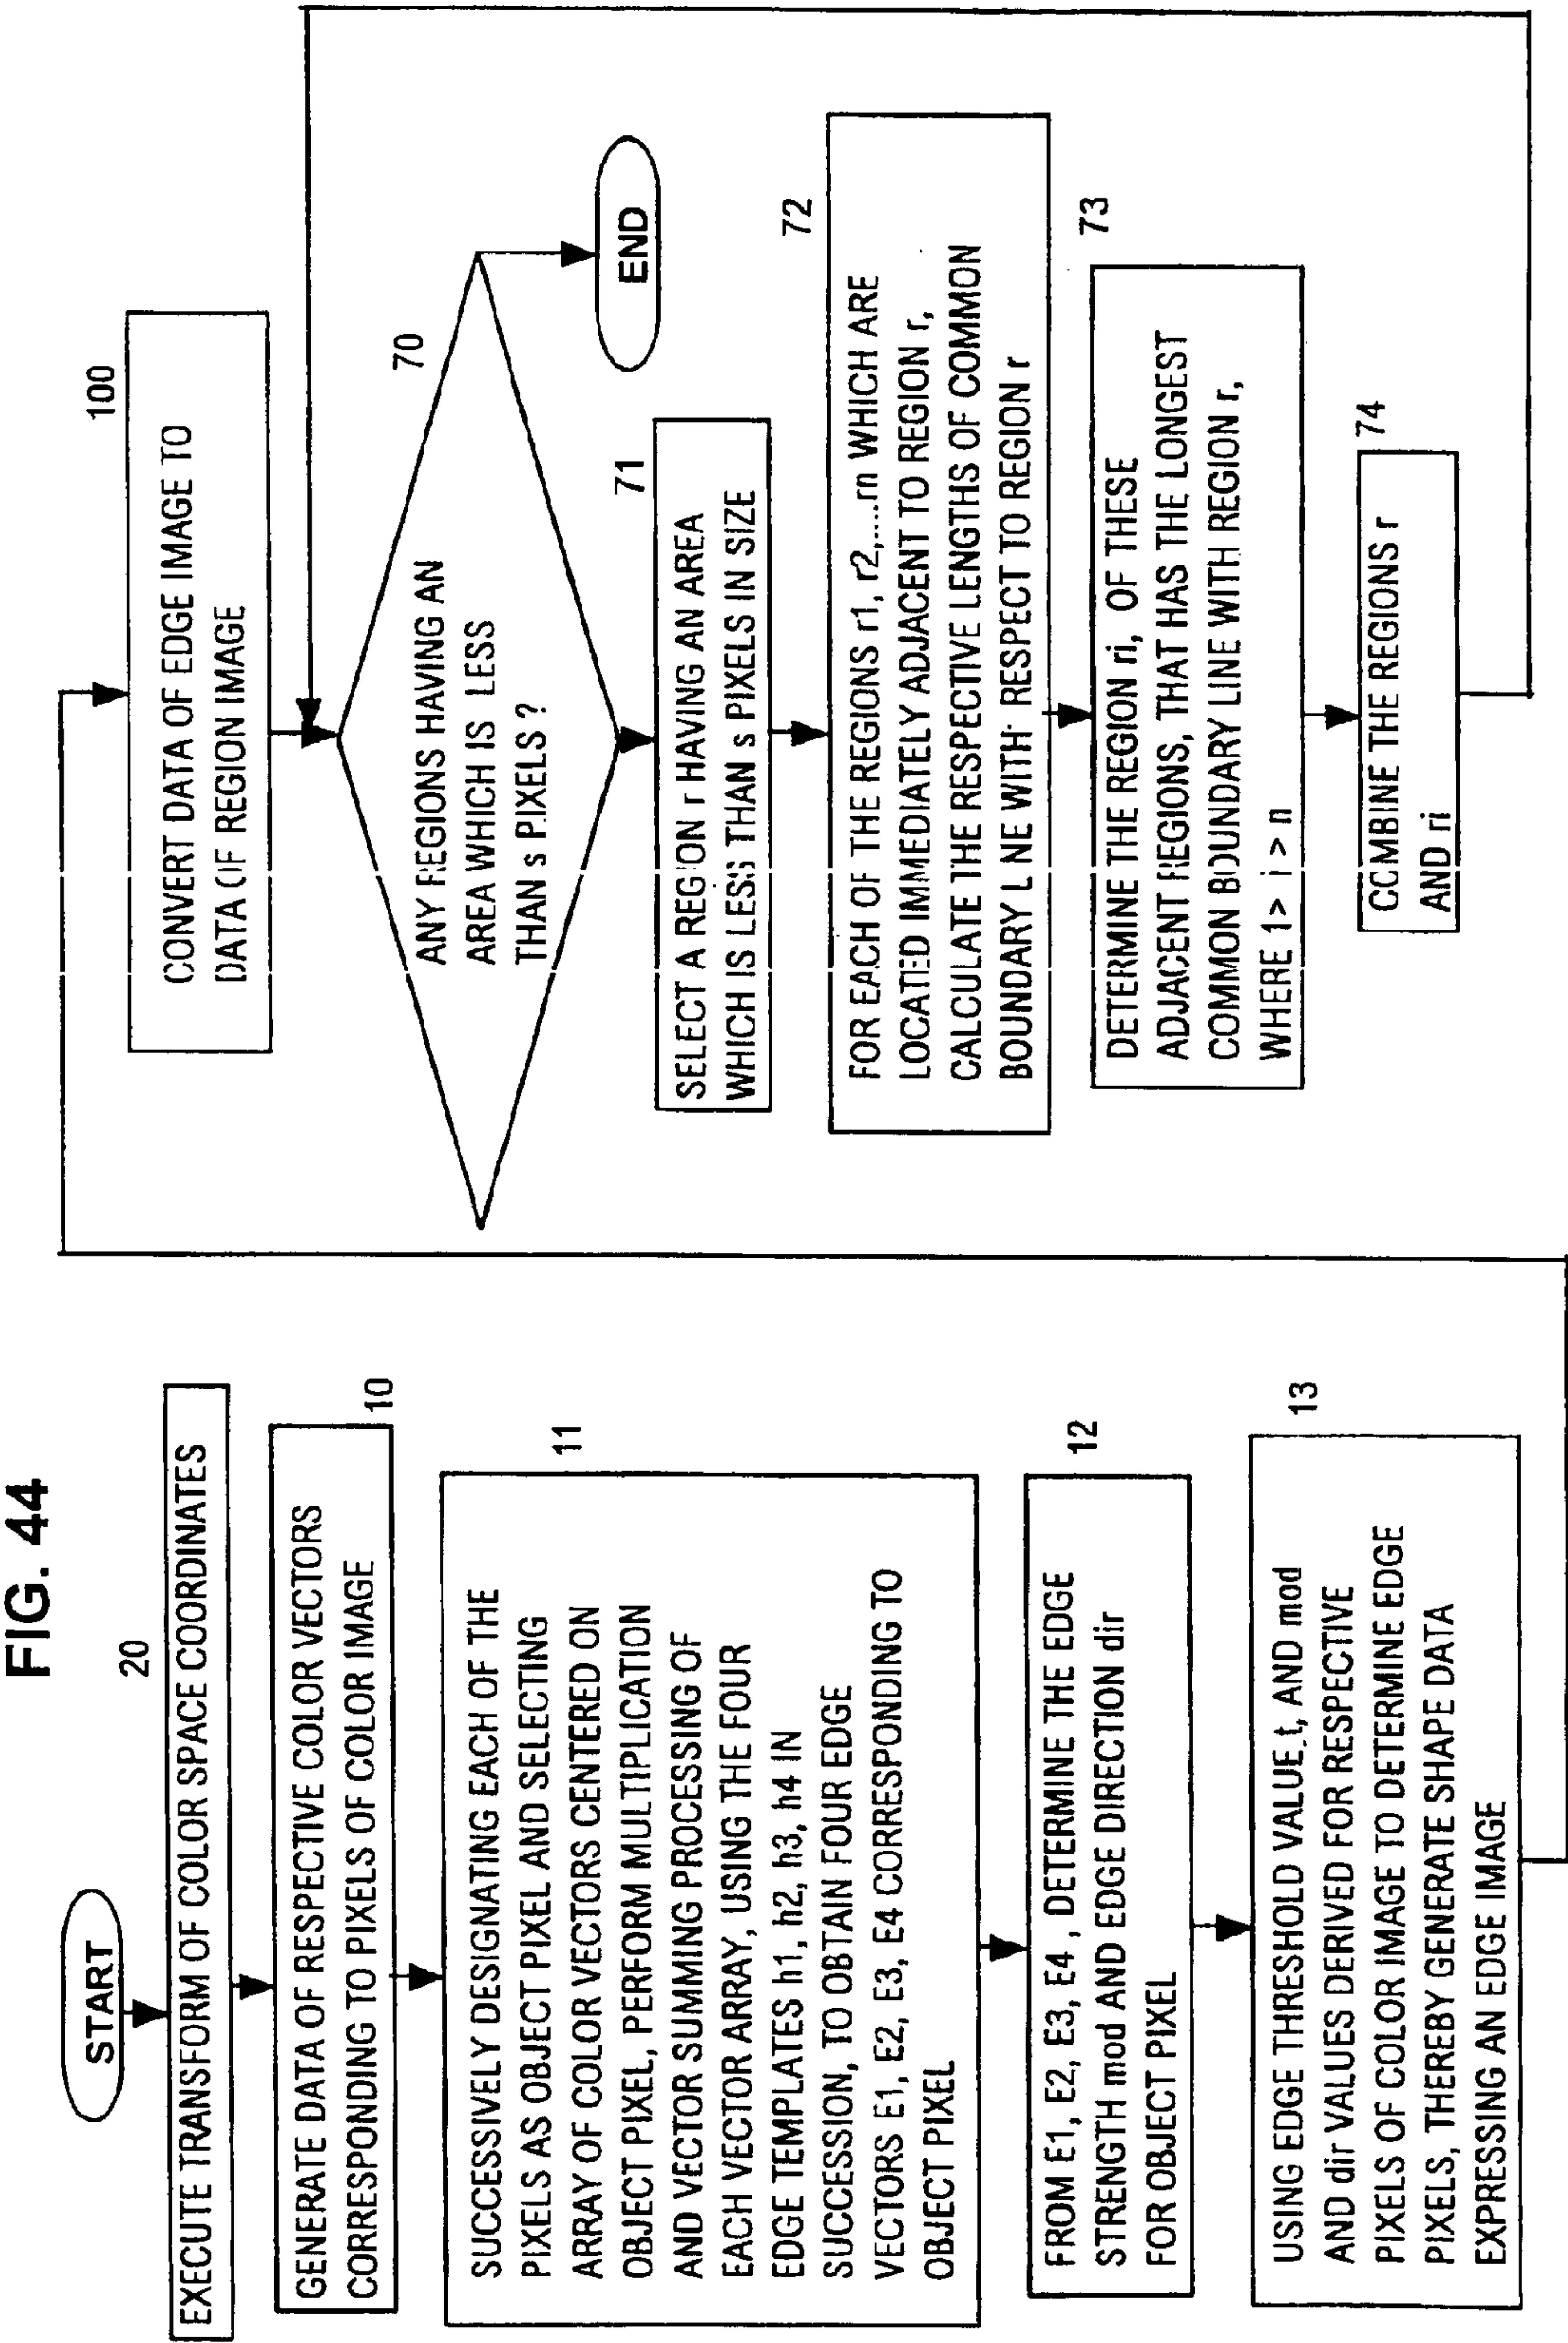 FIG. 44
START
20
EXECUTE TRANSFORM OF COLOR SPACE COORDINATES
10
GENERATE DATA OF RESPECTIVE COLOR VECTORS
CORRESPONDING TO PIXELS OF COLOR IMAGE
11
SUCCESSIVELY DESIGNATING EACH OF THE
PIXELS AS OBJECT PIXEL AND SELECTING
ARRAY OF COLOR VECTORS CENTERED ON
OBJECT PIXEL, PERFORM MULTIPLICATION
AND VECTOR SUMMING PROCESSING OF
EACH VECTOR ARRAY, USING THE FOUR
EDGE TEMPLATES h1, h2, h3, h4 IN
SUCCESSION, TO OBTAIN FOUR EDGE
VECTORS E1, E2, E3, E4 CORRESPONDING TO
OBJECT PIXEL
12
FROM E1, E2, E3, E4 , DETERMINE THE EDGE
STRENGTH mod AND EDGE DIRECTION dir
FOR OBJECT PIXEL
13
USING EDGE THRESHOLD VALUE t, AND mod
AND dir VALUES DERIVED FOR RESPECTIVE
PIXELS OF COLOR IMAGE TO DETERMINE EDGE
PIXELS, THEREBY GENERATE SHAPE DATA
EXPRESSING AN EDGE IMAGE
100
CONVERT DATA OF EDGE IMAGE TO
DATA OF REGION IMAGE
70
ANY REGIONS HAVING AN
AREA WHICH IS LESS
THAN s PIXELS ?
END
71
SELECT A REGION r HAVING AN AREA
WHICH IS LESS THAN s PIXELS IN SIZE
72
FOR EACH OF THE REGIONS r1, r2,....rn WHICH ARE
LOCATED IMMEDIATELY ADJACENT TO REGION r,
CALCULATE THE RESPECTIVE LENGTHS OF COMMON
BOUNDARY LINE WITH RESPECT TO REGION r
73
DETERMINE THE REGION ri, OF THESE
ADJACENT REGIONS, THAT HAS THE LONGEST
COMMON BOUNDARY LINE WITH REGION r,
WHERE 1> i > n
74
COMBINE THE REGIONS r
AND ri